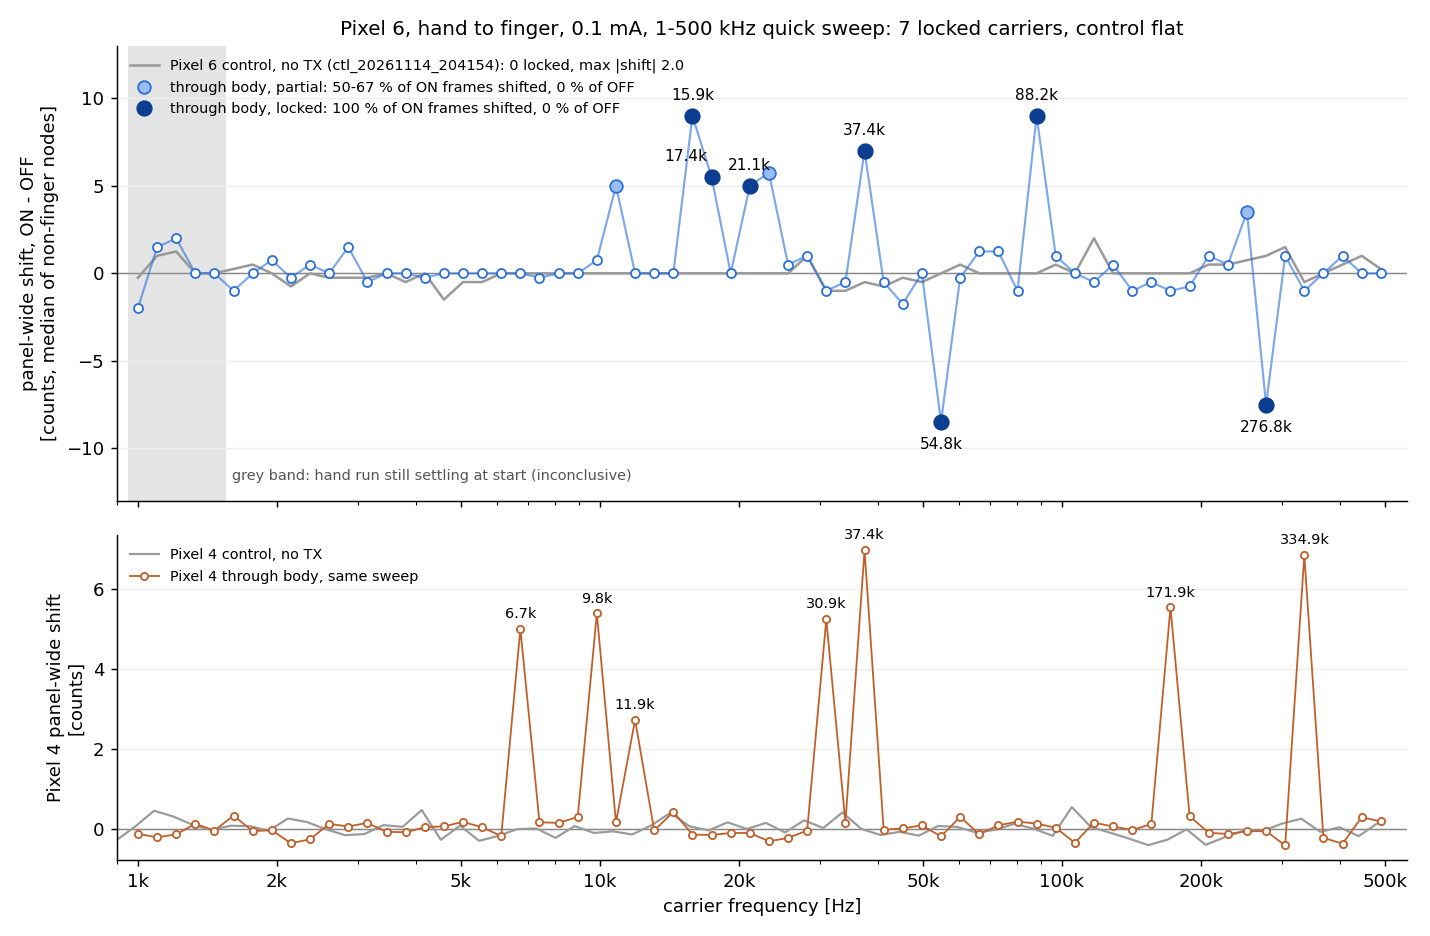 Pixel 6, hand to finger, 0.1 mA, 1-500 kHz quick sweep: 7 locked carriers, control flat
panel-wide shift, ON - OFF
[counts, median of non-finger nodes]
10
5
0
−5
−10
Pixel 6 control, no TX (ctl_20261114_204154): 0 locked, max |shift| 2.0
through body, partial: 50-67 % of ON frames shifted, 0 % of OFF
through body, locked: 100 % of ON frames shifted, 0 % of OFF
15.9k
17.4k
21.1k
37.4k
54.8k
88.2k
276.8k
grey band: hand run still settling at start (inconclusive)
Pixel 4 panel-wide shift
[counts]
6
4
2
0
Pixel 4 control, no TX
Pixel 4 through body, same sweep
6.7k
9.8k
11.9k
30.9k
37.4k
171.9k
334.9k
1k
2k
5k
10k
20k
50k
100k
200k
500k
carrier frequency [Hz]